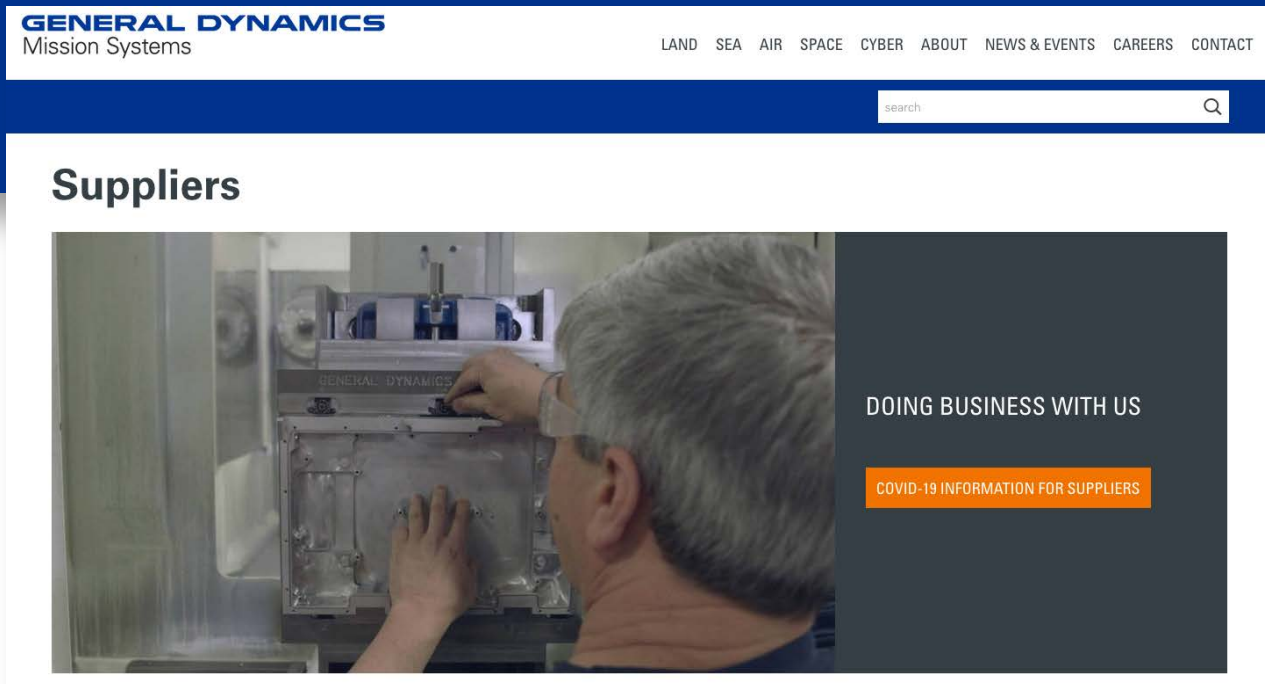 GENERAL DYNAMICS
Mission Systems
LAND SEA AIR SPACE CYBER ABOUT NEWS & EVENTS CAREERS CONTACT
search
Suppliers
GENERAL DYNAMICS
DOING BUSINESS WITH US
COVID-19 INFORMATION FOR SUPPLIERS